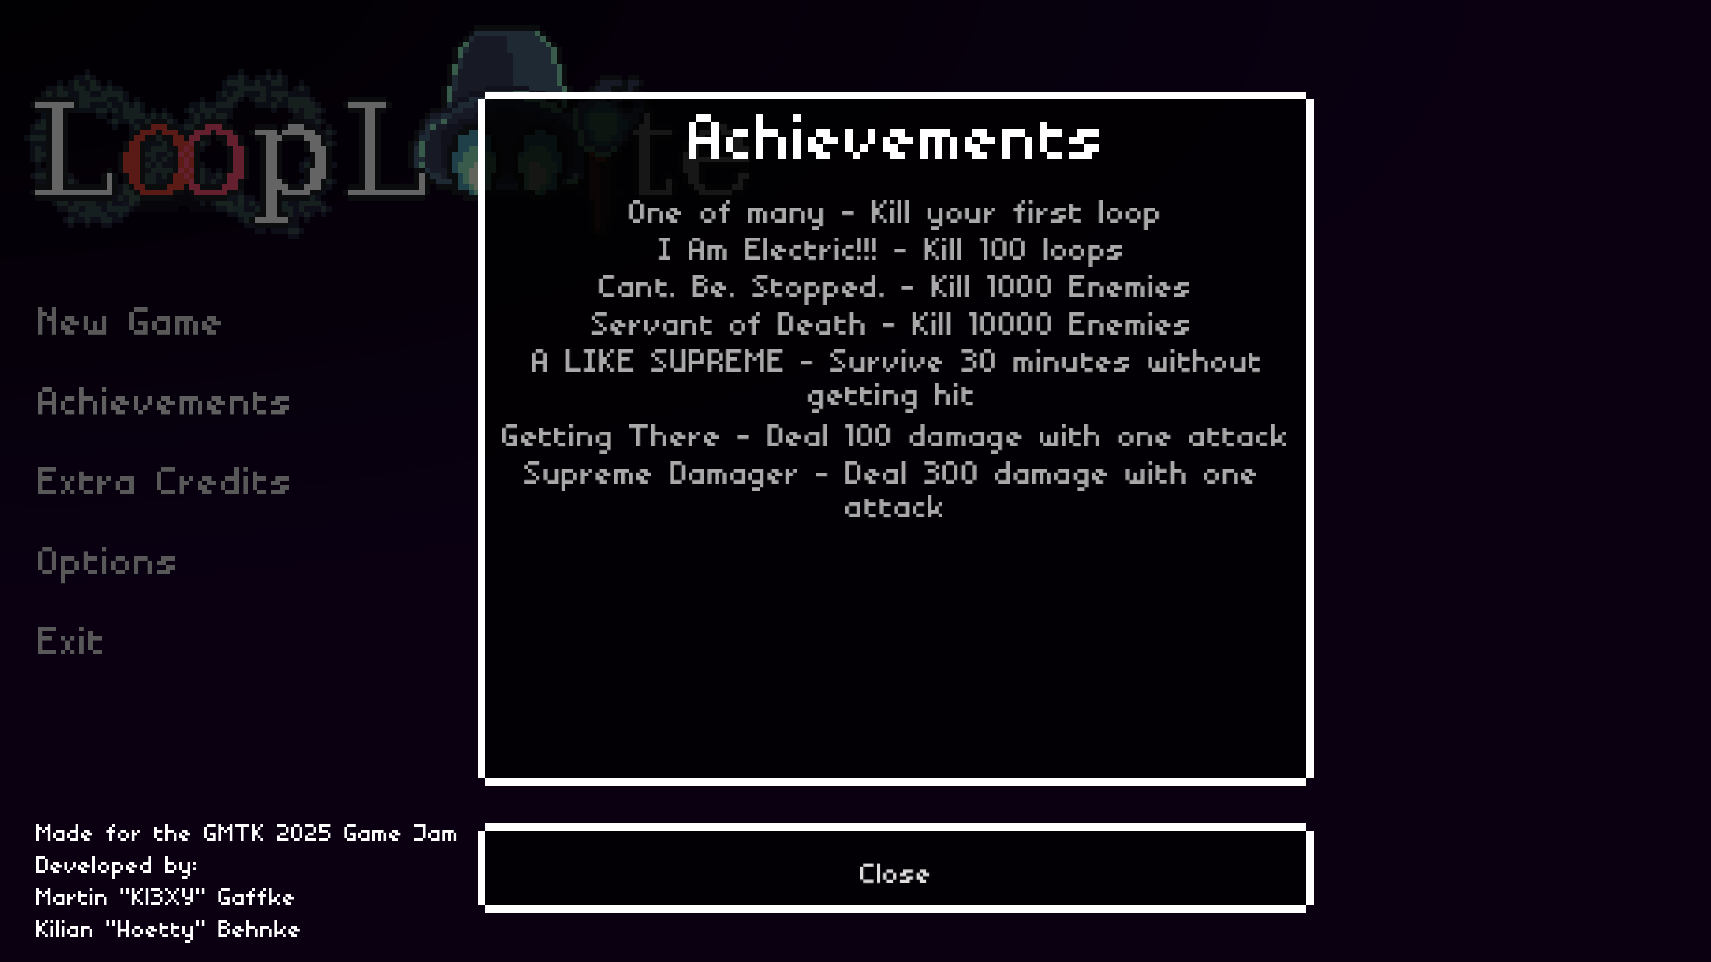 Loop L te
Achievements
One of many - Kill your first loop
I Am Electric!!! - Kill 100 loops
Cant. Be. Stopped. - Kill 1000 Enemies
Servant of Death - Kill 10000 Enemies
A LIKE SUPREME - Survive 30 minutes without
getting hit
Getting There - Deal 100 damage with one attack
Supreme Damager - Deal 300 damage with one
attack
New Game
Achievements
Extra Credits
Options
Exit
Made for the GMTK 2025 Game Jam
Developed by:
Martin "Kl3XY" Gaffke
Kilian "Hoetty" Behnke
Close